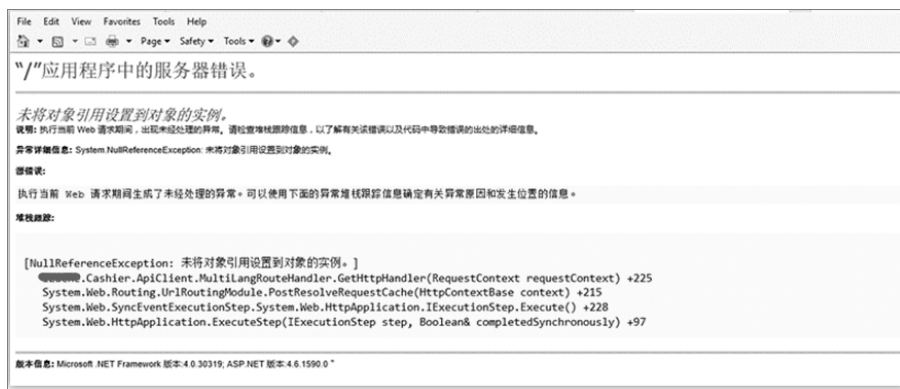 File Edit View Favorites Tools Help
Page Safety Tools
“/”应用程序中的服务器错误。
未将对象引用设置到对象的实例。
说明: 执行当前 Web 请求期间，出现未经处理的异常。请检查堆栈跟踪信息，以了解有关该错误以及代码中导致错误的出处的详细信息。
异常详细信息: System.NullReferenceException: 未将对象引用设置到对象的实例。
源错误:
执行当前 Web 请求期间生成了未经处理的异常。可以使用下面的异常堆栈跟踪信息确定有关异常原因和发生位置的信息。
堆栈跟踪:
[NullReferenceException: 未将对象引用设置到对象的实例。]
.Cashier.ApiClient.MultiLangRouteHandler.GetHttpHandler(RequestContext requestContext) +225
System.Web.Routing.UrlRoutingModule.PostResolveRequestCache(HttpContextBase context) +215
System.Web.SyncEventExecutionStep.System.Web.HttpApplication.IExecutionStep.Execute() +228
System.Web.HttpApplication.ExecuteStep(IExecutionStep step, Boolean& completedSynchronously) +97
版本信息: Microsoft .NET Framework 版本:4.0.30319; ASP.NET 版本:4.6.1590.0 "